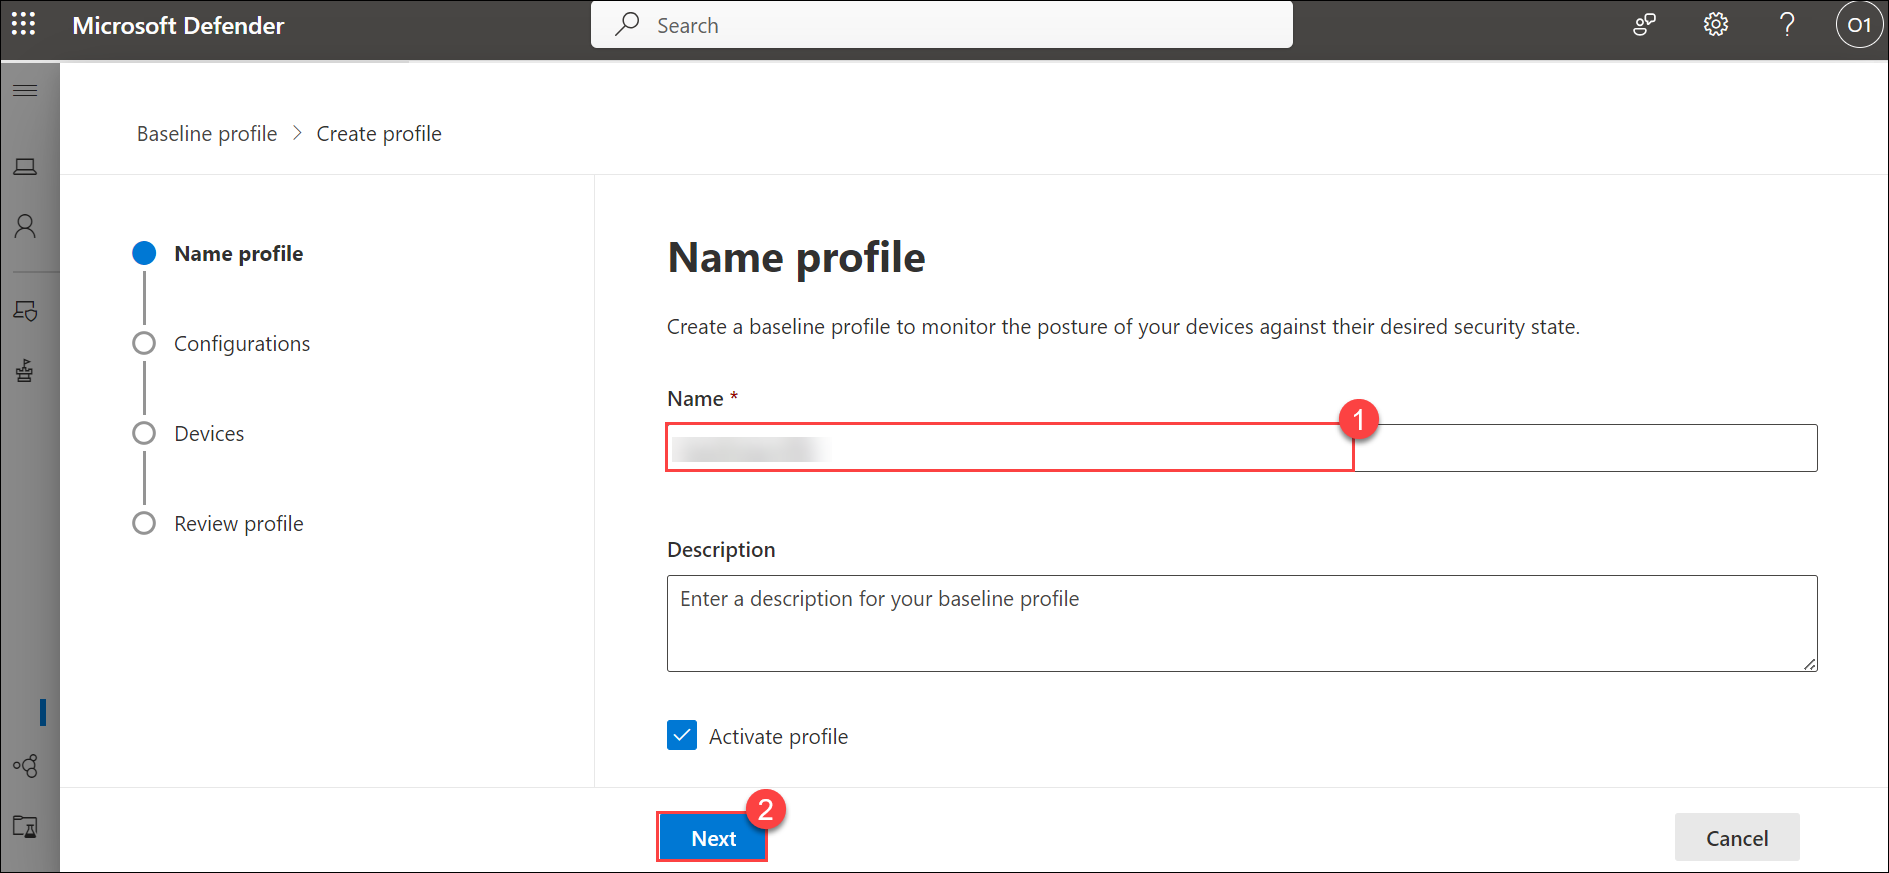 Microsoft Defender
Search
O1
Baseline profile > Create profile
Name profile
Configurations
Devices
Review profile
Name profile
Create a baseline profile to monitor the posture of your devices against their desired security state.
Name *
1
Description
Enter a description for your baseline profile
Activate profile
2
Next
Cancel